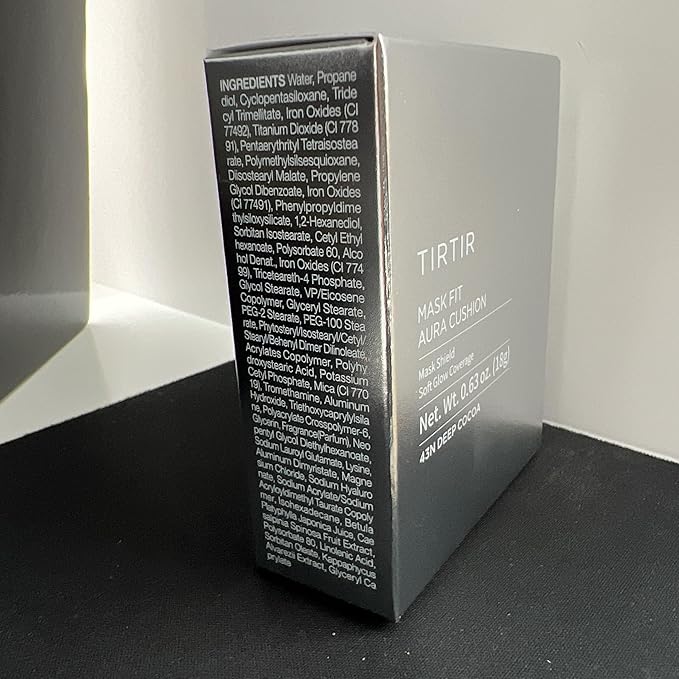 INGREDIENTS Water, Propane
diol, Cyclopentasiloxane, Tride
cyl Trimellitate, Iron Oxides (CI
77492), Titanium Dioxide (CI 778
91), Pentaerythrityl Tetraisostea
rate, Polymethylsilsesquioxane,
Diisostearyl Malate, Propylene
Glycol Dibenzoate, Iron Oxides
(CI 77491), Phenylpropyldime
thylsiloxysilicate, 1,2-Hexanediol,
Sorbitan Isostearate, Cetyl Ethyl
hexanoate, Polysorbate 60, Alco
hol Denat., Iron Oxides (CI 774
99), Triceteareth-4 Phosphate,
Glycol Stearate, VP/Eicosene
Copolymer, Glyceryl Stearate,
PEG-2 Stearate, PEG-100 Stea
rate, Phytosteryl/Isostearyl/Cetyl/
Stearyl/Behenyl Dimer Dilinoleate,
Acrylates Copolymer, Polyhy
droxystearic Acid, Potassium
Cetyl Phosphate, Mica (CI 770
19), Tromethamine, Aluminum
Hydroxide, Triethoxycaprylylsila
ne, Polyacrylate Crosspolymer-6,
Glycerin, Fragrance(Parfum), Neo
pentyl Glycol Diethylhexanoate,
Sodium Lauroyl Glutamate, Lysine,
Aluminum Dimyristate, Magne
sium Chloride, Sodium Hyaluro
nate, Sodium Acrylate/Sodium
Acryloyldimethyl Taurate Copoly
mer, Isohexadecane, Betula
Platyphylla Japonica Juice, Cae
salpinia Spinosa Fruit Extract,
Polysorbate 80, Linolenic Acid,
Sorbitan Oleate, Kappaphycus
Alvarezii Extract, Glyceryl Ca
prylate
TIRTIR
MASK FIT
AURA CUSHION
Mask Shield
Soft Glow Coverage
Net. Wt. 0.63 oz. (18g)
43N DEEP COCOA